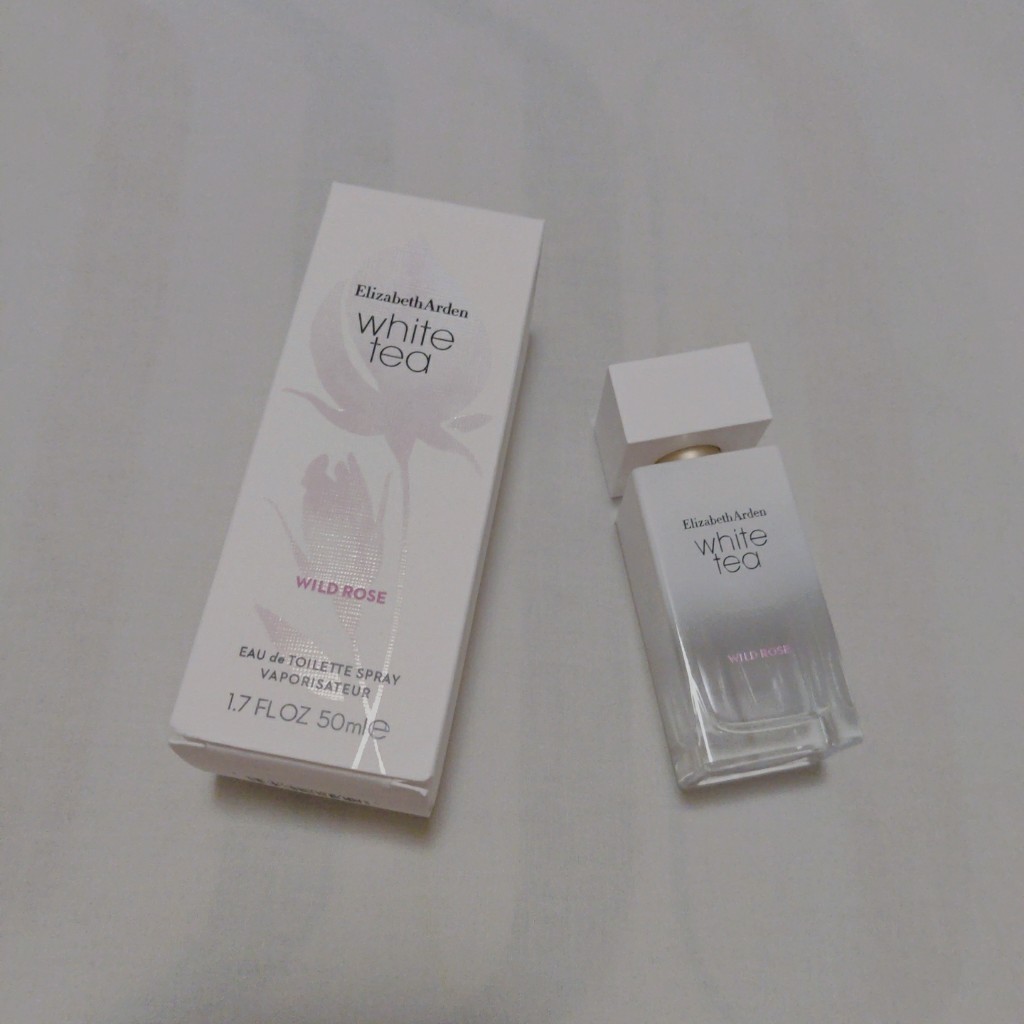 ElizabethArden
white
tea
WILD ROSE
EAU de TOILETTE SPRAY
VAPORISATEUR
1.7 FL OZ 50ml℮
ElizabethArden
white
tea
WILD ROSE